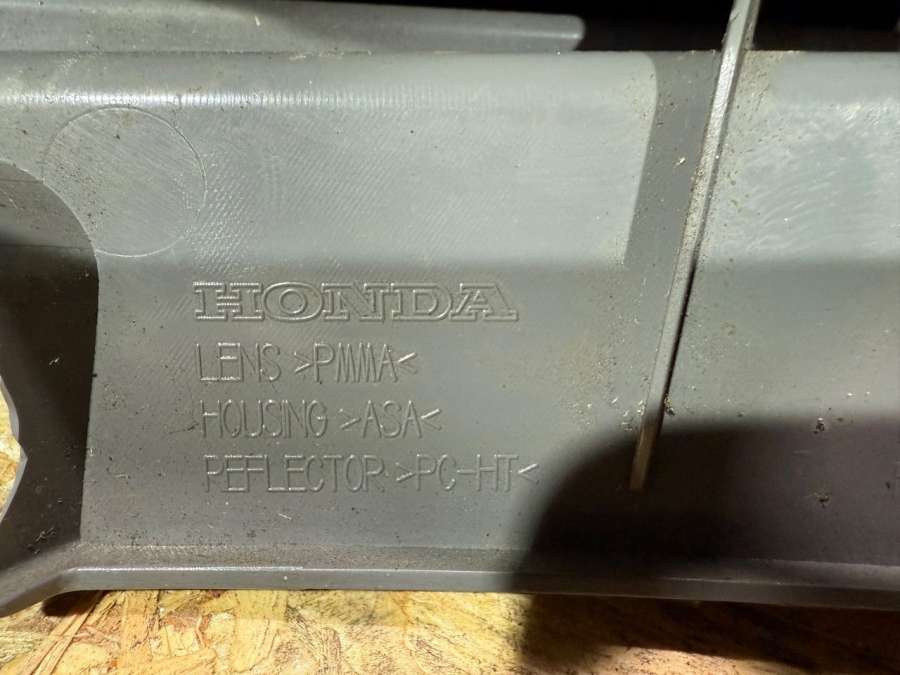 HONDA
LENS >PMMA<
HOUSING >ASA<
REFLECTOR >PC-HT<